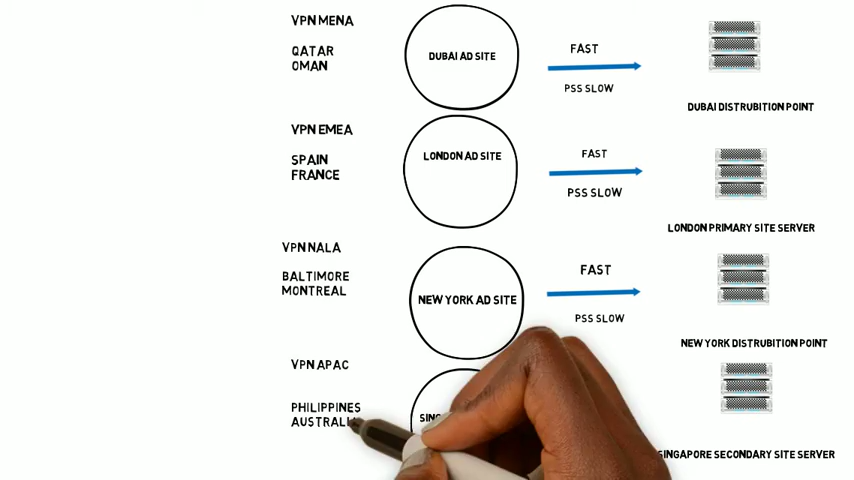 VPN MENA
QATAR
OMAN
DUBAI AD SITE
FAST
PSS SLOW
DUBAI DISTRUBITION POINT
VPN EMEA
SPAIN
FRANCE
LONDON AD SITE
FAST
PSS SLOW
LONDON PRIMARY SITE SERVER
VPN NALA
BALTIMORE
MONTREAL
NEW YORK AD SITE
FAST
PSS SLOW
NEW YORK DISTRUBITION POINT
VPN APAC
PHILIPPINES
SINGAPORE SECONDARY SITE SERVER